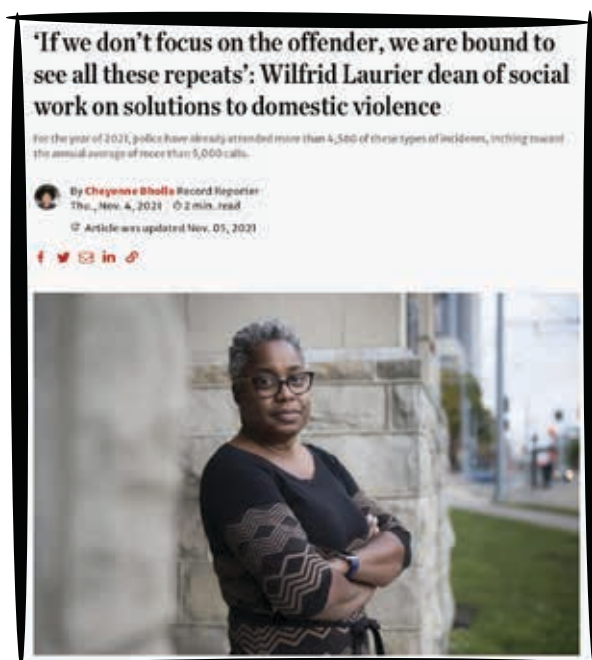 ‘If we don’t focus on the offender, we are bound to
see all these repeats’: Wilfrid Laurier dean of social
work on solutions to domestic violence
For the year of 2021, police have already attended more than 4,500 of these types of incidents, inching toward
the annual average of more than 5,000 calls.
By Cheyenne Bholla Record Reporter
Thu., Nov. 4, 2021 2 min. read
Article was updated Nov. 05, 2021